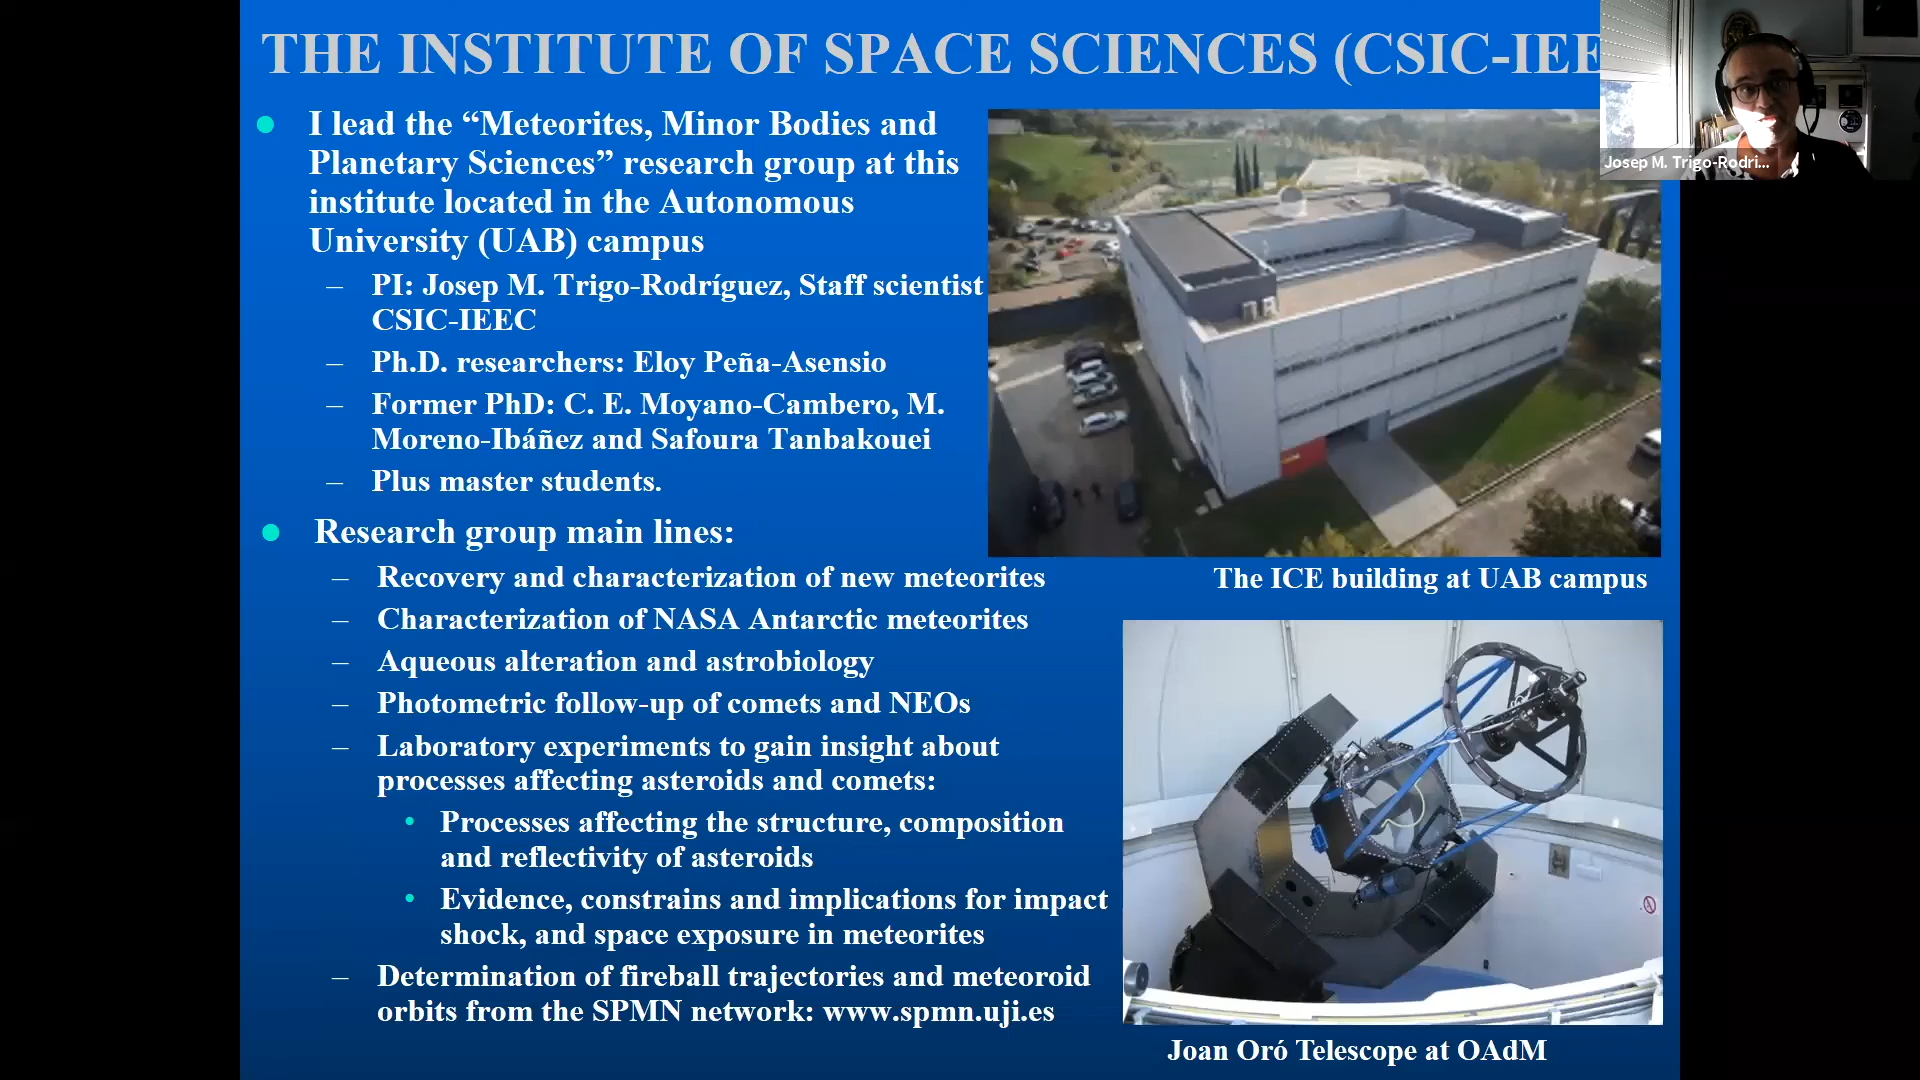 THE INSTITUTE OF SPACE SCIENCES (CSIC-IEE
Josep M. Trigo-Rodri...
I lead the “Meteorites, Minor Bodies and
Planetary Sciences” research group at this
institute located in the Autonomous
University (UAB) campus
– PI: Josep M. Trigo-Rodríguez, Staff scientist
CSIC-IEEC
– Ph.D. researchers: Eloy Peña-Asensio
– Former PhD: C. E. Moyano-Cambero, M.
Moreno-Ibáñez and Safoura Tanbakouei
– Plus master students.
Research group main lines:
– Recovery and characterization of new meteorites
– Characterization of NASA Antarctic meteorites
– Aqueous alteration and astrobiology
– Photometric follow-up of comets and NEOs
– Laboratory experiments to gain insight about
processes affecting asteroids and comets:
• Processes affecting the structure, composition
and reflectivity of asteroids
• Evidence, constrains and implications for impact
shock, and space exposure in meteorites
– Determination of fireball trajectories and meteoroid
orbits from the SPMN network: www.spmn.uji.es
The ICE building at UAB campus
Joan Oró Telescope at OAdM